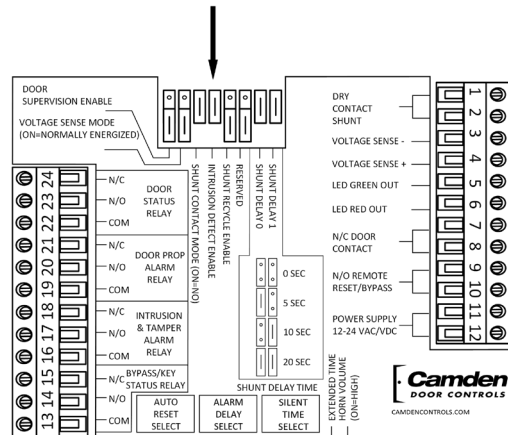 DOOR
SUPERVISION ENABLE
VOLTAGE SENSE MODE
(ON=NORMALLY ENERGIZED)
SHUNT CONTACT MODE (ON=NO)
INTRUSION DETECT ENABLE
SHUNT RECYCLE ENABLE
RESERVED
SHUNT DELAY 0
SHUNT DELAY 1
24
23
22
21
20
19
18
17
16
15
14
13
N/C
N/O
COM
DOOR
STATUS
RELAY
N/C
N/O
COM
DOOR PROP
ALARM
RELAY
N/C
N/O
COM
INTRUSION
& TAMPER
ALARM
RELAY
N/C
N/O
COM
BYPASS/KEY
STATUS RELAY
AUTO
RESET
SELECT
ALARM
DELAY
SELECT
SILENT
TIME
SELECT
0 SEC
5 SEC
10 SEC
20 SEC
SHUNT DELAY TIME
EXTENDED TIME
HORN VOLUME
(ON=HIGH)
DRY
CONTACT
SHUNT
VOLTAGE SENSE -
VOLTAGE SENSE +
LED GREEN OUT
LED RED OUT
N/C DOOR
CONTACT
N/O REMOTE
RESET/BYPASS
POWER SUPPLY
12-24 VAC/VDC
1
2
3
4
5
6
7
8
9
10
11
12
Camden
DOOR CONTROLS
CAMDENCONTROLS.COM